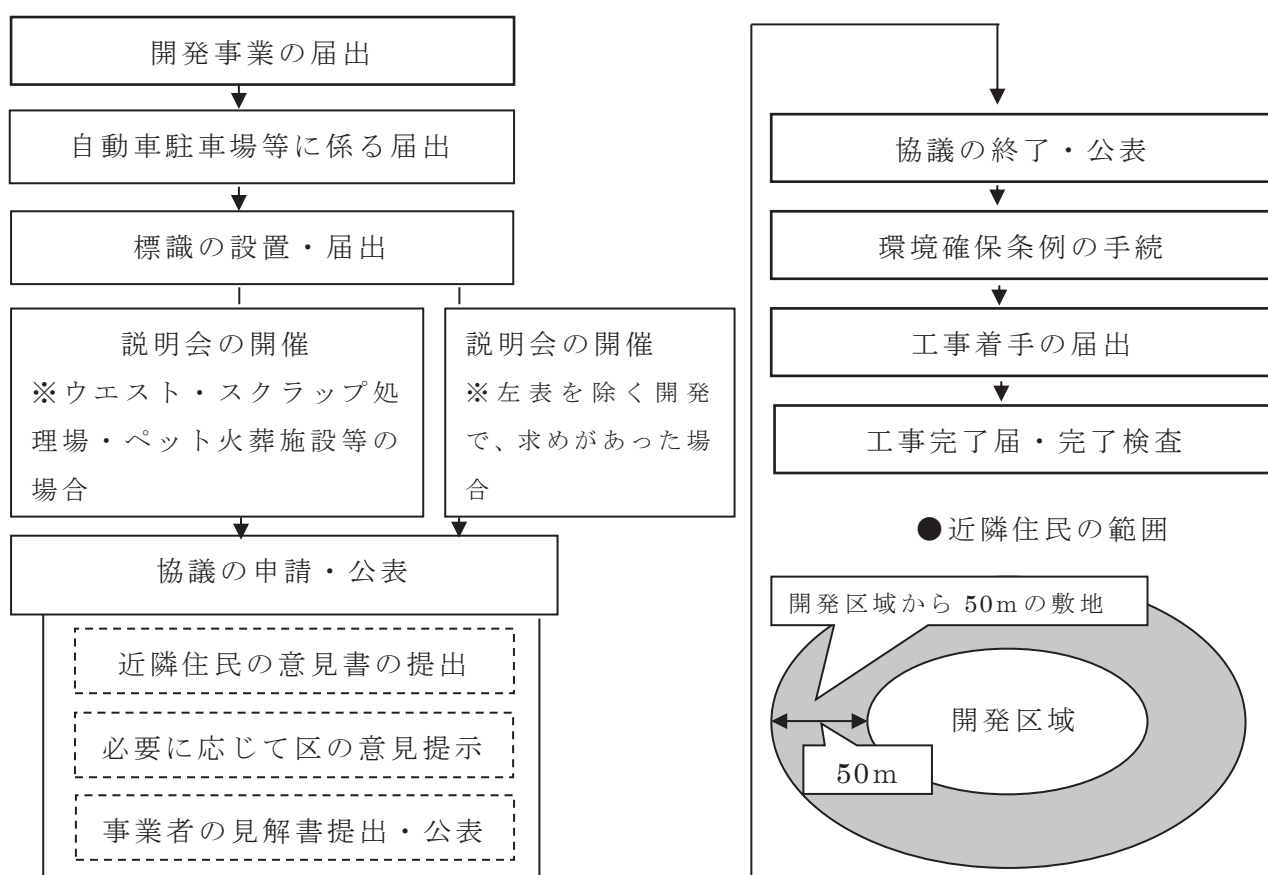 開発事業の届出
自動車駐車場等に係る届出
標識の設置・届出
説明会の開催
※ウエスト・スクラップ処
理場・ペット火葬施設等の
場合
説明会の開催
※左表を除く開発
で、求めがあった場
合
協議の申請・公表
近隣住民の意見書の提出
必要に応じて区の意見提示
事業者の見解書提出・公表
協議の終了・公表
環境確保条例の手続
工事着手の届出
工事完了届・完了検査
●近隣住民の範囲
開発区域から 50mの敷地
開発区域
50m